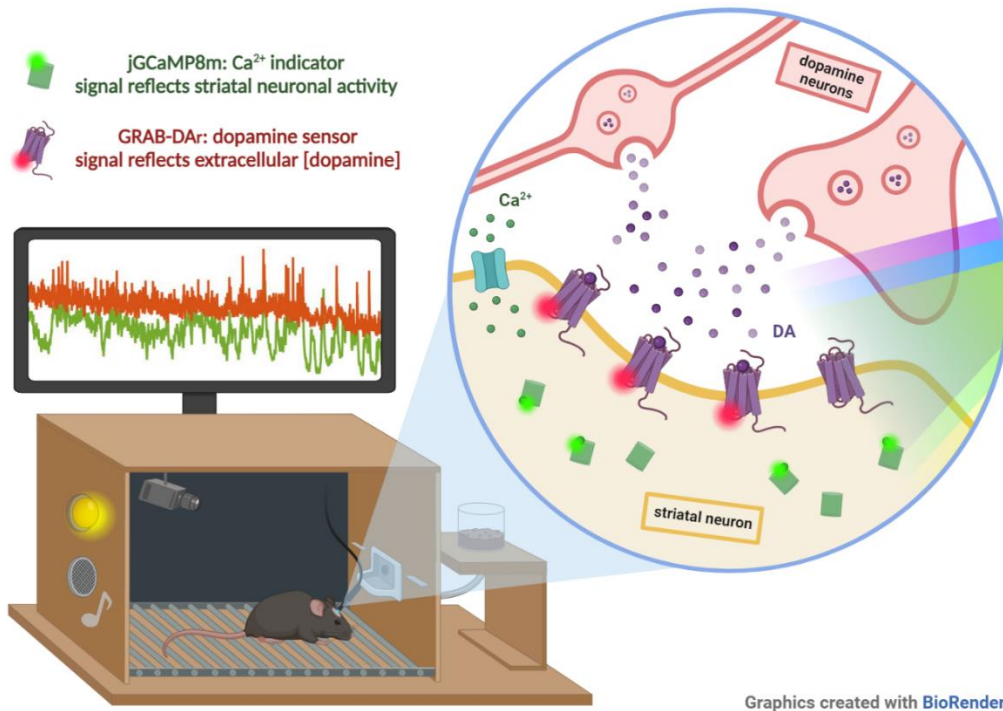 jGCaMP8m: Ca²⁺ indicator
signal reflects striatal neuronal activity
GRAB-DAr: dopamine sensor
signal reflects extracellular [dopamine]
dopamine
neurons
Ca²⁺
DA
striatal neuron
Graphics created with BioRender